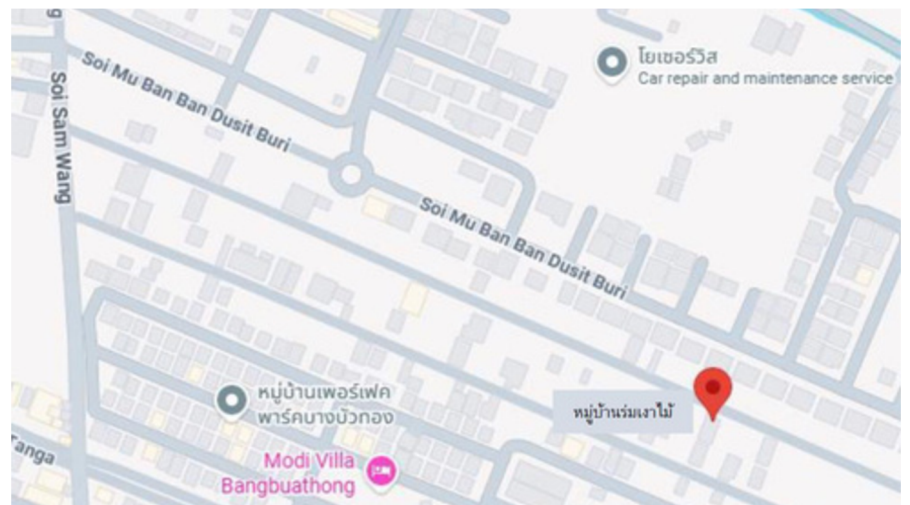 Soi Mu Ban Ban Dusit Buri
โยเซอร์วิส
Car repair and maintenance service
Soi Sam Wang
Soi Mu Ban Ban Dusit Buri
หมู่บ้านเพอร์เฟค
พาร์คบางบัวทอง
หมู่บ้านร่มเงาไม้
Tanga
Modi Villa
Bangbuathong